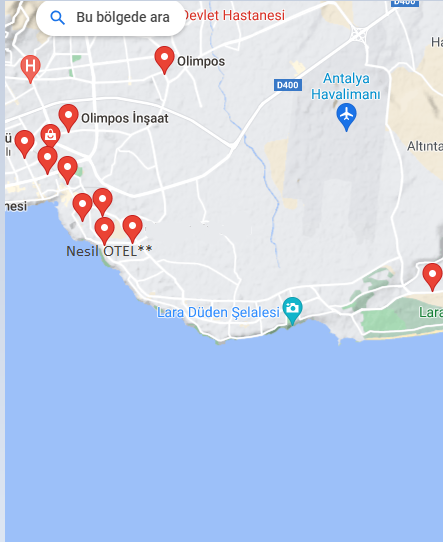 D400
Bu bölgede ara
Devlet Hastanesi
H
Olimpos
D400
Antalya
Havalimanı
Olimpos İnşaat
Altınta
nesi
Nesil OTEL**
Lara Düden Şelalesi
Lara